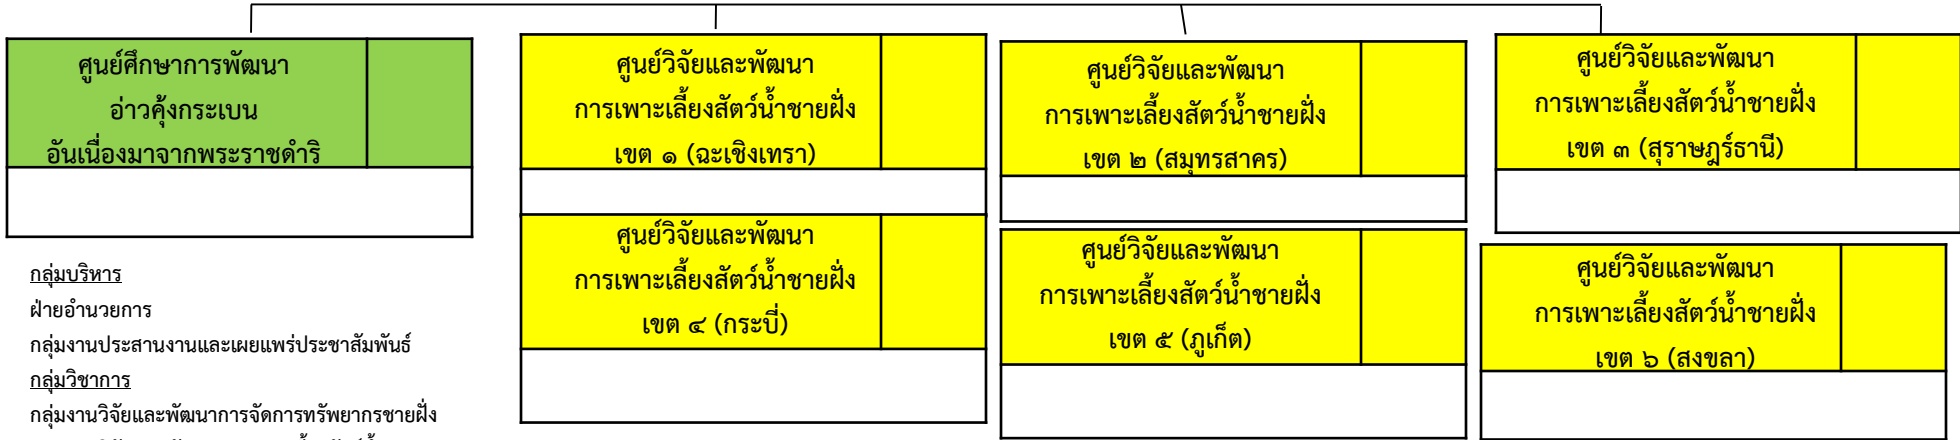 ศูนย์ศึกษาการพัฒนา
อ่าวคุ้งกระเบน
อันเนื่องมาจากพระราชดำริ
ศูนย์วิจัยและพัฒนา
การเพาะเลี้ยงสัตว์น้ำชายฝั่ง
เขต ๑ (ฉะเชิงเทรา)
ศูนย์วิจัยและพัฒนา
การเพาะเลี้ยงสัตว์น้ำชายฝั่ง
เขต ๒ (สมุทรสาคร)
ศูนย์วิจัยและพัฒนา
การเพาะเลี้ยงสัตว์น้ำชายฝั่ง
เขต ๓ (สุราษฎร์ธานี)
ศูนย์วิจัยและพัฒนา
การเพาะเลี้ยงสัตว์น้ำชายฝั่ง
เขต ๔ (กระบี่)
ศูนย์วิจัยและพัฒนา
การเพาะเลี้ยงสัตว์น้ำชายฝั่ง
เขต ๕ (ภูเก็ต)
ศูนย์วิจัยและพัฒนา
การเพาะเลี้ยงสัตว์น้ำชายฝั่ง
เขต ๖ (สงขลา)
กลุ่มบริหาร
ฝ่ายอำนวยการ
กลุ่มงานประสานงานและเผยแพร่ประชาสัมพันธ์
กลุ่มวิชาการ
กลุ่มงานวิจัยและพัฒนาการจัดการทรัพยากรชายฝั่ง